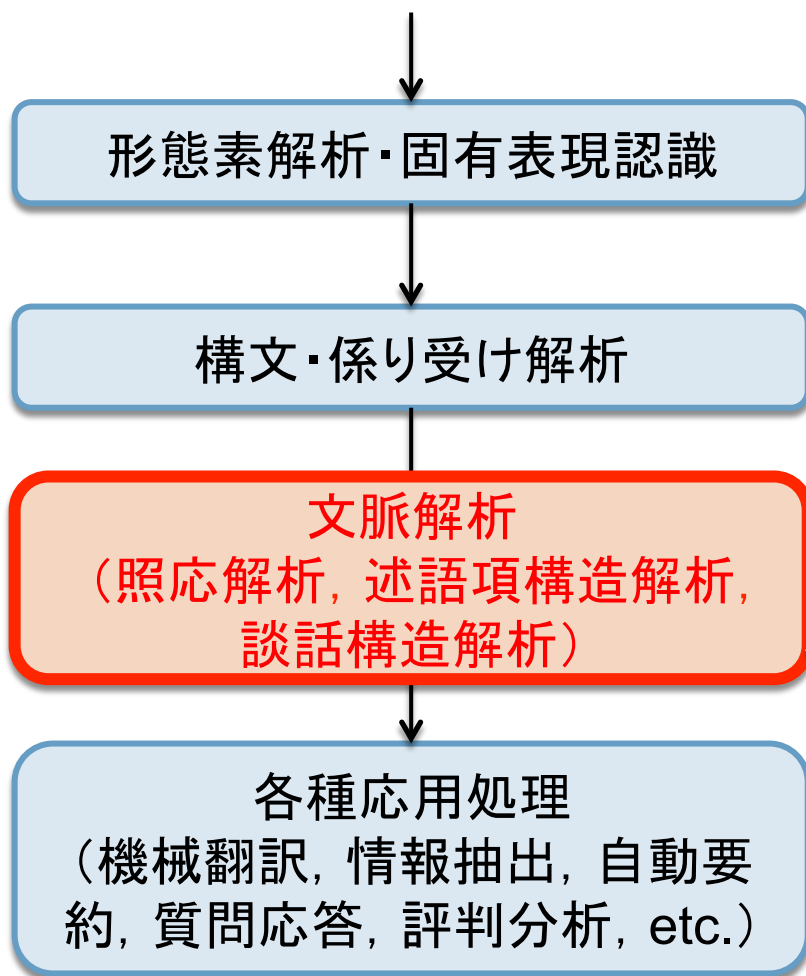 形態素解析・固有表現認識
構文・係り受け解析
文脈解析
（照応解析, 述語項構造解析,
談話構造解析）
各種応用処理
（機械翻訳, 情報抽出, 自動要
約, 質問応答, 評判分析, etc.）